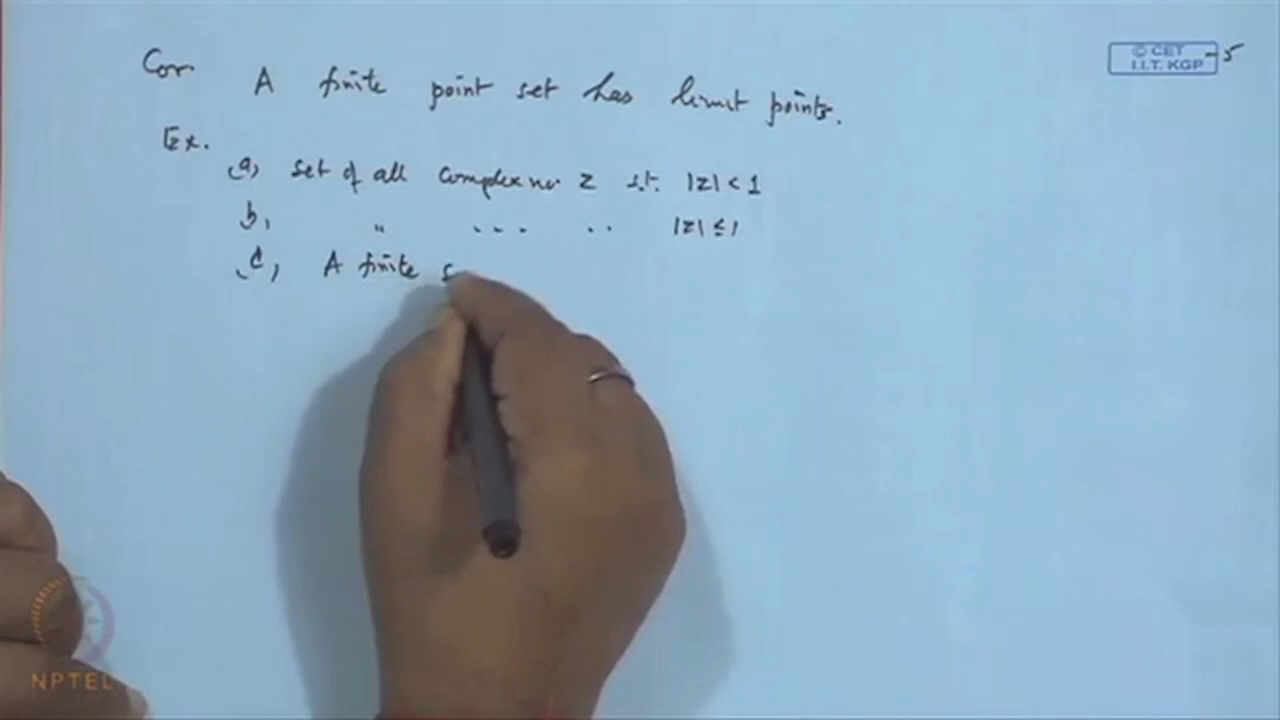 © CET
I.I.T. KGP
-5
Cor. A finite point set has limit points.
Ex.
(a) set of all complex no. z s.t. |z| < 1
b, " ... .. |z| ≤ 1
(c) A finite s
NPTEL